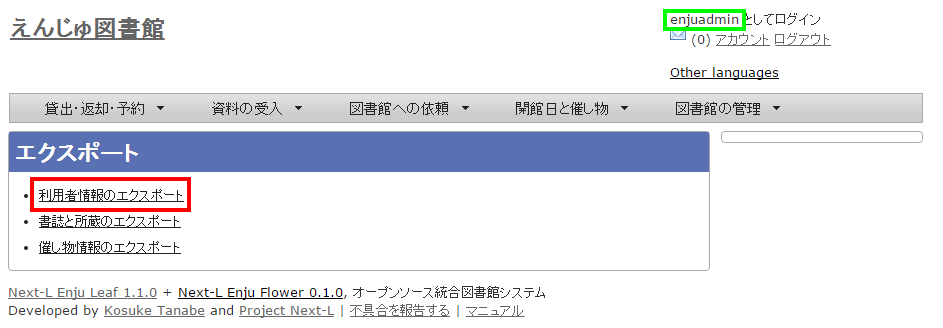 えんじゅ図書館
enjuadmin としてログイン
(0) アカウント ログアウト
Other languages
貸出・返却・予約 ▼ 資料の受入 ▼ 図書館への依頼 ▼ 開館日と催し物 ▼ 図書館の管理 ▼
エクスポート
• 利用者情報のエクスポート
• 書誌と所蔵のエクスポート
• 催し物情報のエクスポート
Next-L Enju Leaf 1.1.0 + Next-L Enju Flower 0.1.0, オープンソース統合図書館システム
Developed by Kosuke Tanabe and Project Next-L | 不具合を報告する | マニュアル